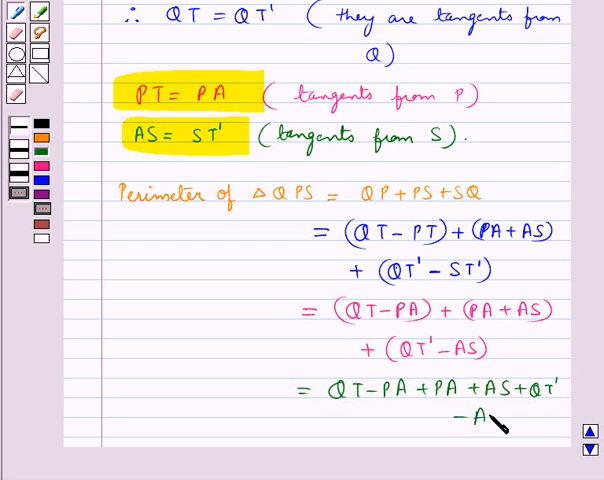 ∴ QT = QT' (they are tangents from
Q)
PT = PA (tangents from P)
AS = ST' (tangents from S).
Perimeter of △ QPS = QP+PS+SQ
= (QT-PT)+(PA+AS)
+ (QT'-ST')
= (QT-PA) + (PA+AS)
+ (QT'-AS)
= QT-PA+PA+AS+QT'
-A